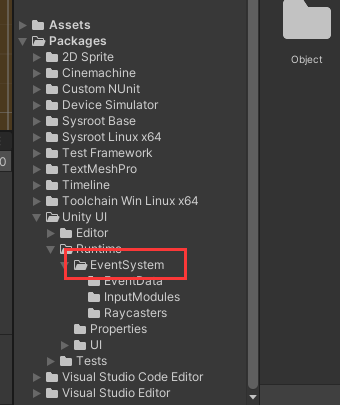 Assets
Packages
2D Sprite
Cinemachine
Custom NUnit
Device Simulator
Sysroot Base
Sysroot Linux x64
Test Framework
TextMeshPro
Timeline
Toolchain Win Linux x64
Unity UI
Editor
Runtime
EventSystem
EventData
InputModules
Raycasters
Properties
UI
Tests
Visual Studio Code Editor
Visual Studio Editor
Object
0